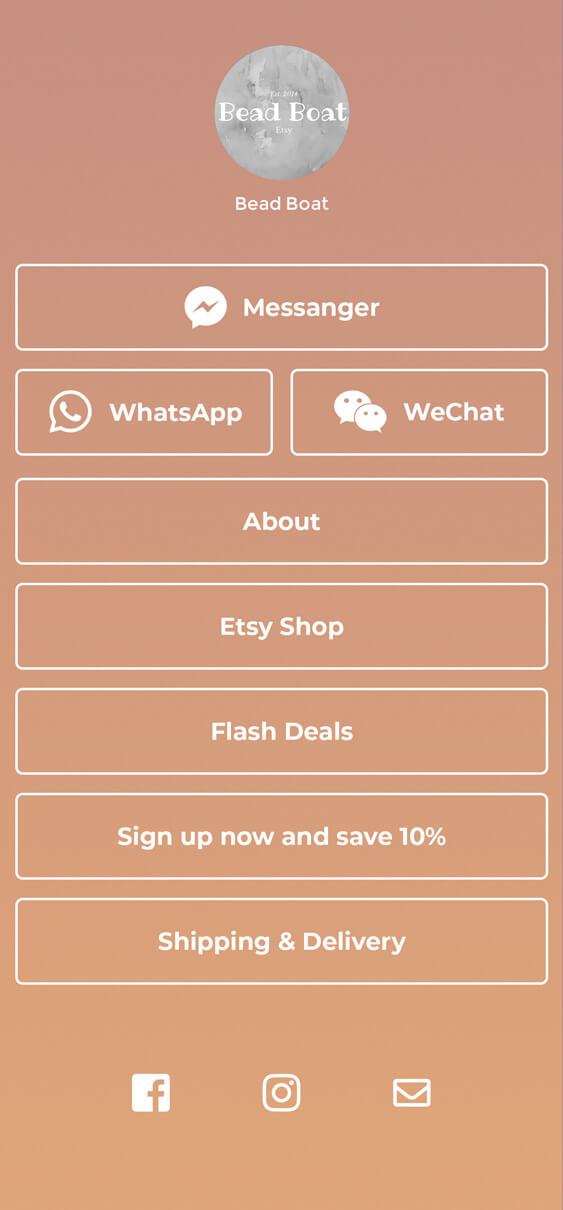 Est. 2014
Bead Boat
Etsy
Bead Boat
Messanger
WhatsApp
WeChat
About
Etsy Shop
Flash Deals
Sign up now and save 10%
Shipping & Delivery